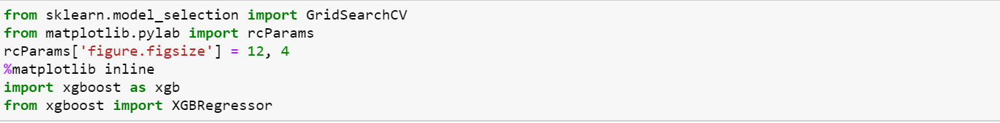 from sklearn.model_selection import GridSearchCV
from matplotlib.pylab import rcParams
rcParams['figure.figsize'] = 12, 4
%matplotlib inline
import xgboost as xgb
from xgboost import XGBRegressor